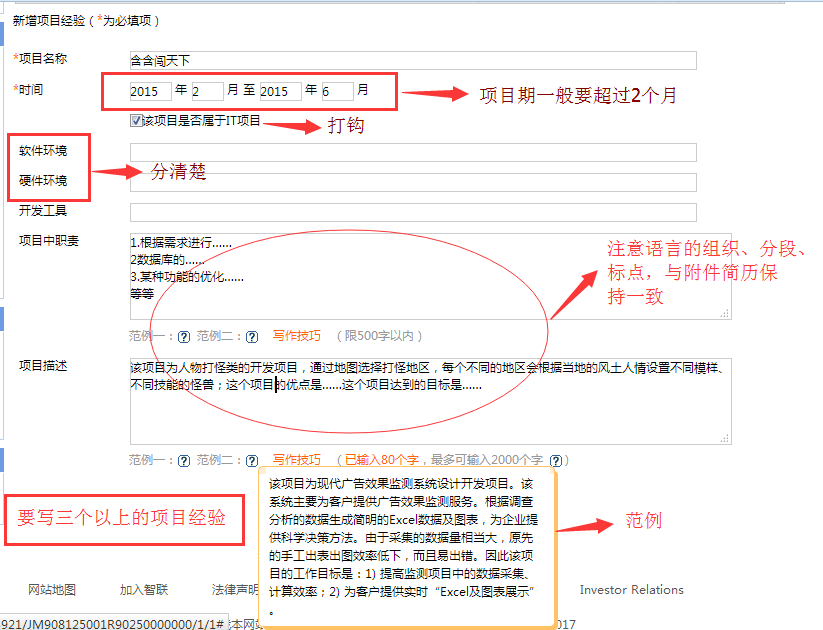 新增项目经验（*为必填项）
*项目名称 含含闯天下
*时间 2015 年 2 月 至 2015 年 6 月
项目期一般要超过2个月
该项目是否属于IT项目
打钩
软件环境
硬件环境
分清楚
开发工具
项目中职责
1.根据需求进行......
2数据库的......
3.某种功能的优化......
等等
注意语言的组织、分段、
标点，与附件简历保
持一致
范例一：? 范例二：? 写作技巧 （限500字以内）
项目描述
该项目为人物打怪类的开发项目，通过地图选择打怪地区，每个不同的地区会根据当地的风土人情设置不同模样、
不同技能的怪兽；这个项目的优点是......这个项目达到的目标是......
范例一：? 范例二：? 写作技巧 （已输入80个字，最多可输入2000个字 ?）
该项目为现代广告效果监测系统设计开发项目。该
系统主要为客户提供广告效果监测服务。根据调查
分析的数据生成简明的Excel数据及图表，为企业提
供科学决策方法。由于采集的数据量相当大，原先
的手工出表出图效率低下，而且易出错。因此该项
目的工作目标是：1) 提高监测项目中的数据采集、
计算效率；2) 为客户提供实时“Excel及图表展示”
。
范例
要写三个以上的项目经验
网站地图 加入智联 法律声明 Investor Relations
921/JM908125001R90250000000/1/1# 本网站 017